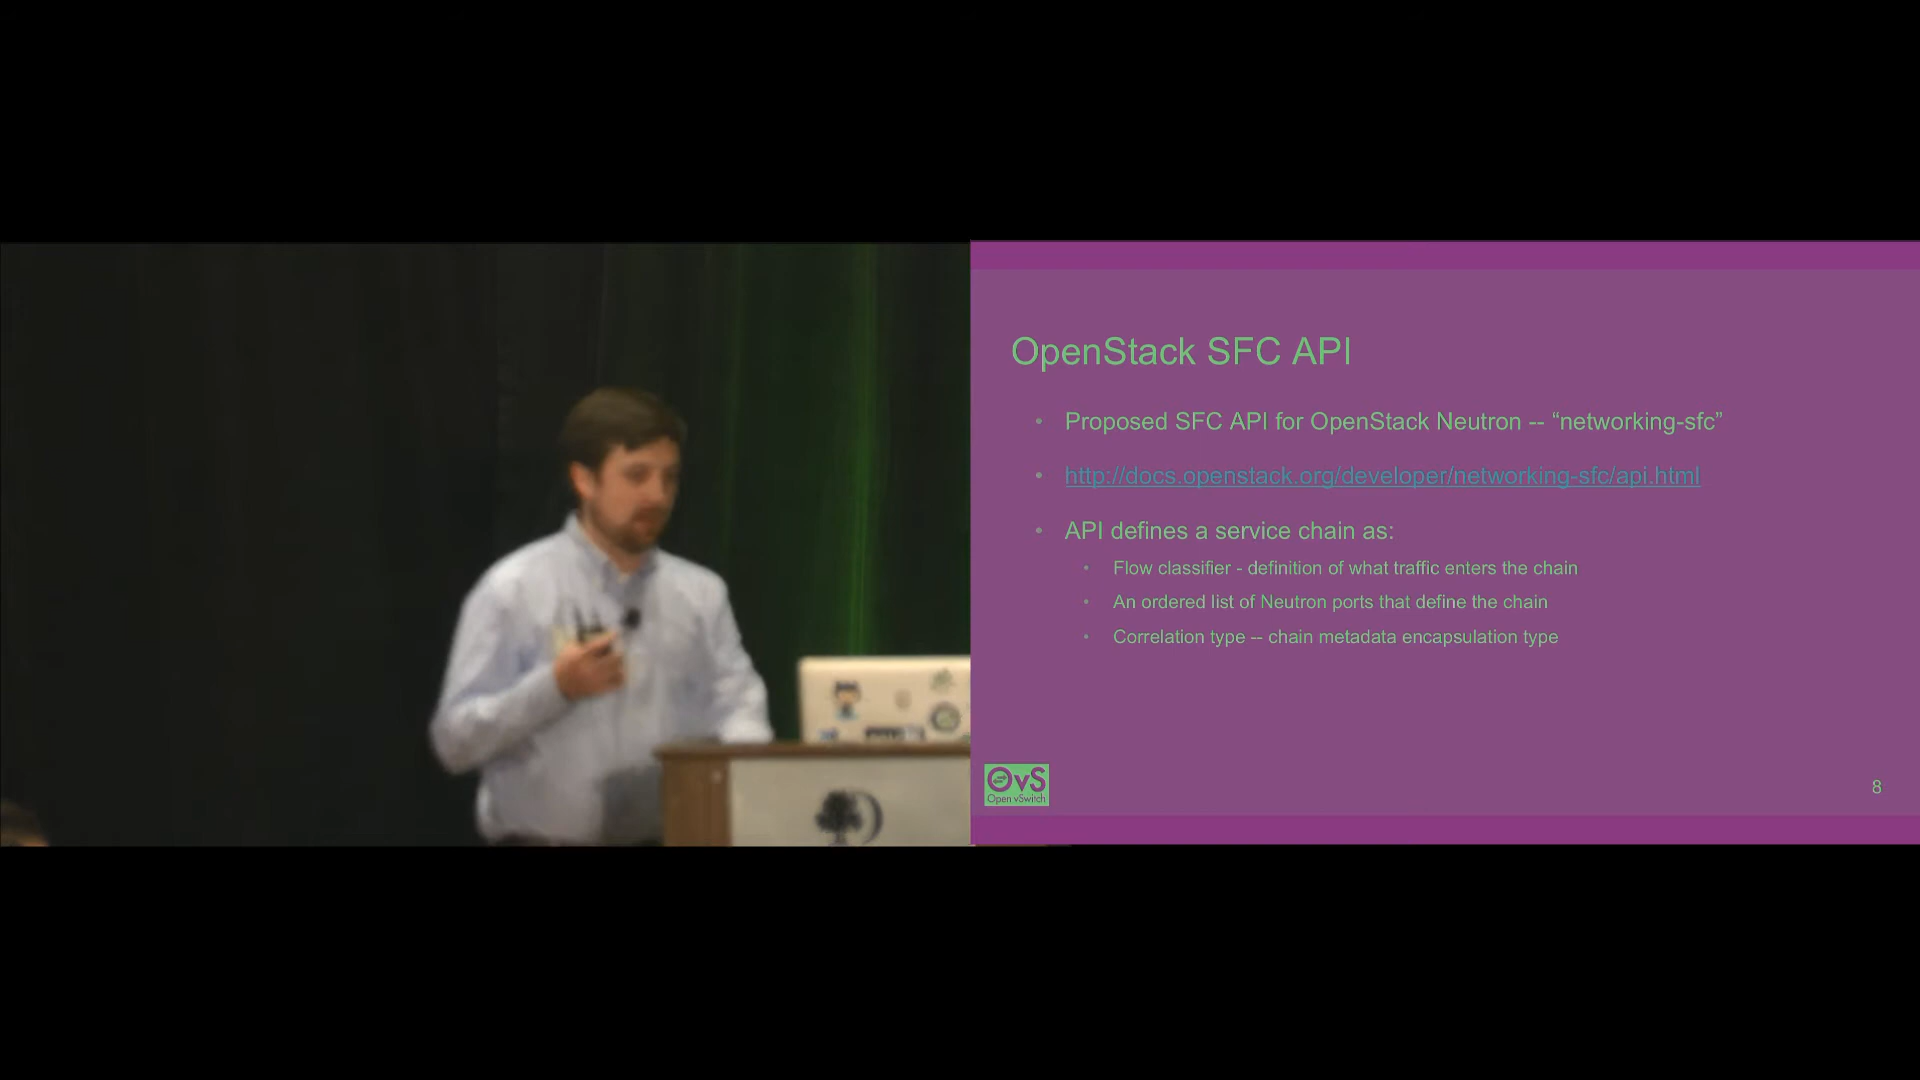 OpenStack SFC API
• Proposed SFC API for OpenStack Neutron -- “networking-sfc”
• http://docs.openstack.org/developer/networking-sfc/api.html
• API defines a service chain as:
• Flow classifier - definition of what traffic enters the chain
• An ordered list of Neutron ports that define the chain
• Correlation type -- chain metadata encapsulation type
OvS
Open vSwitch
8